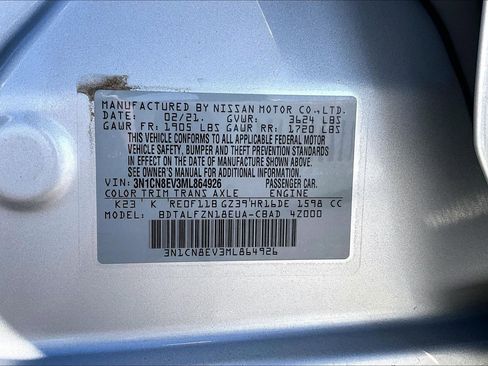 MANUFACTURED BY NISSAN MOTOR CO.,LTD.
DATE: 02/21. GVWR: 3624 LBS
GAWR FR: 1905 LBS GAWR RR: 1720 LBS
THIS VEHICLE CONFORMS TO ALL APPLICABLE FEDERAL MOTOR
VEHICLE SAFETY, BUMPER AND THEFT PREVENTION STANDARDS
IN EFFECT ON THE DATE OF MANUFACTURE SHOWN ABOVE.
SEE OWNER'S MANUAL FOR ADDITIONAL INFORMATION.
VIN: 3N1CN8EV3ML864926 PASSENGER CAR.
COLOR TRIM TRANS AXLE ENGINE
K23 K RE0F11B GZ39 HR16DE 1598 CC
MODEL: BDTALFZN18EUA-CBAD 4Z000
3N1CN8EV3ML864926